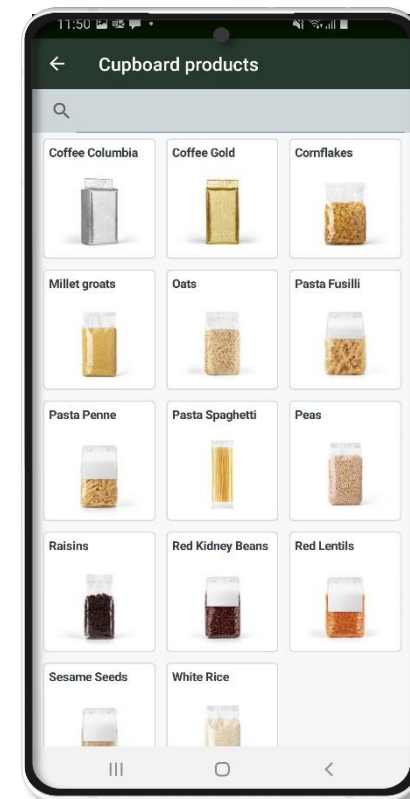 11:50
Cupboard products
Coffee Columbia
Coffee Gold
Cornflakes
Millet groats
Oats
Pasta Fusilli
Pasta Penne
Pasta Spaghetti
Peas
Raisins
Red Kidney Beans
Red Lentils
Sesame Seeds
White Rice